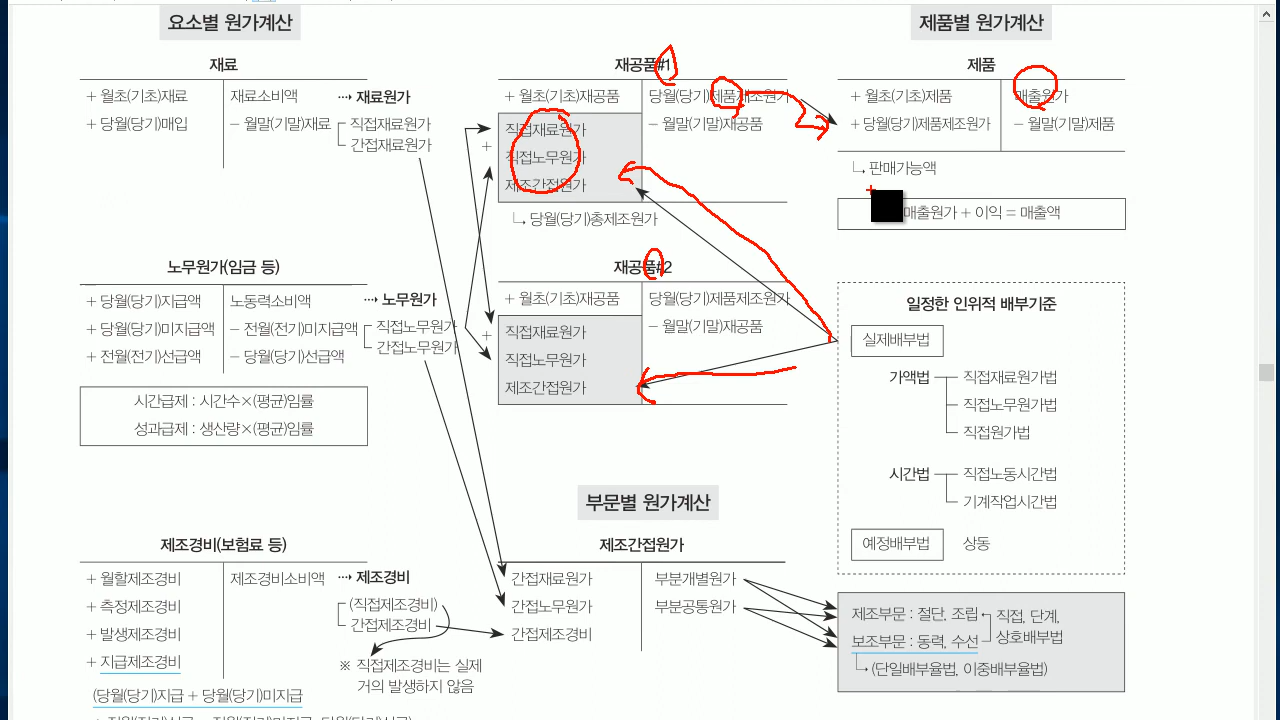 요소별 원가계산
재료
+ 월초(기초)재료
재료소비액
+ 당월(당기)매입
- 월말(기말)재료
재료원가
직접재료원가
간접재료원가
노무원가(임금 등)
+ 당월(당기)지급액
노동력소비액
+ 당월(당기)미지급액
- 전월(전기)미지급액
+ 전월(전기)선급액
- 당월(당기)선급액
노무원가
직접노무원가
간접노무원가
시간급제 : 시간수×(평균)임률
성과급제 : 생산량×(평균)임률
제조경비(보험료 등)
+ 월할제조경비
제조경비소비액
+ 측정제조경비
+ 발생제조경비
+ 지급제조경비
(당월(당기)지급 + 당월(당기)미지급
제조경비
(직접제조경비)
간접제조경비
※ 직접제조경비는 실제
거의 발생하지 않음
재공품#1
+ 월초(기초)재공품
당월(당기)제품제조원가
- 월말(기말)재공품
직접재료원가
+
직접노무원가
제조간접원가
당월(당기)총제조원가
재공품#2
+ 월초(기초)재공품
당월(당기)제품제조원가
- 월말(기말)재공품
직접재료원가
+
직접노무원가
제조간접원가
부문별 원가계산
제조간접원가
간접재료원가
부분개별원가
간접노무원가
부분공통원가
간접제조경비
제품별 원가계산
제품
+ 월초(기초)제품
매출원가
+ 당월(당기)제품제조원가
- 월말(기말)제품
판매가능액
매출원가 + 이익 = 매출액
일정한 인위적 배부기준
실제배부법
가액법
직접재료원가법
직접노무원가법
직접원가법
시간법
직접노동시간법
기계작업시간법
예정배부법
상동
제조부문 : 절단, 조립
보조부문 : 동력, 수선
직접, 단계,
상호배부법
(단일배부율법, 이중배부율법)